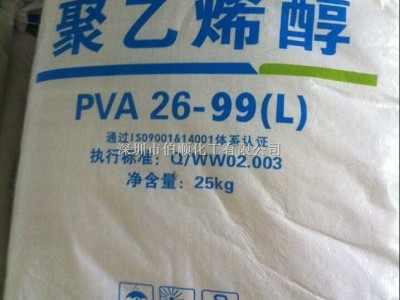 聚乙烯醇
PVA 26-99(L)
通过ISO9001&14001体系认证
深圳市伯顺化工有限公司
执行标准：Q/WW02.003
净含量：25kg